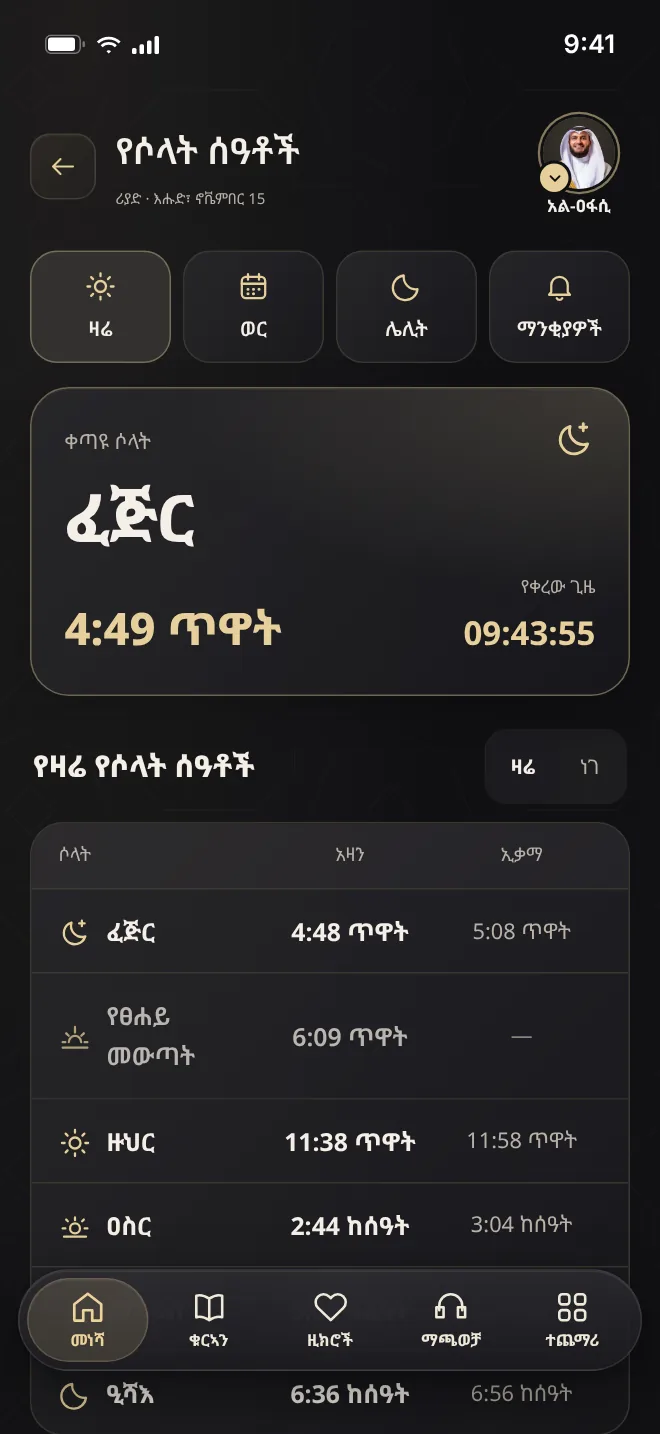 9:41
የሶላት ሰዓቶች
ሪያድ · እሑድ፣ ኖቬምበር 15
አል-ዐፋሲ
ዛሬ
ወር
ሌሊት
ማንቂያዎች
ቀጣዩ ሶላት
ፈጅር
4:49 ጥዋት
የቀረው ጊዜ
09:43:55
የዛሬ የሶላት ሰዓቶች
ዛሬ
ነገ
ሶላት አዛን ኢቃማ
ፈጅር 4:48 ጥዋት 5:08 ጥዋት
የፀሐይ
መውጣት 6:09 ጥዋት —
ዙህር 11:38 ጥዋት 11:58 ጥዋት
ዐስር 2:44 ከሰዓት 3:04 ከሰዓት
መነሻ
ቁርኣን
ዚክሮች
ማጫወቻ
ተጨማሪ
ዒሻእ 6:36 ከሰዓት 6:56 ከሰዓት